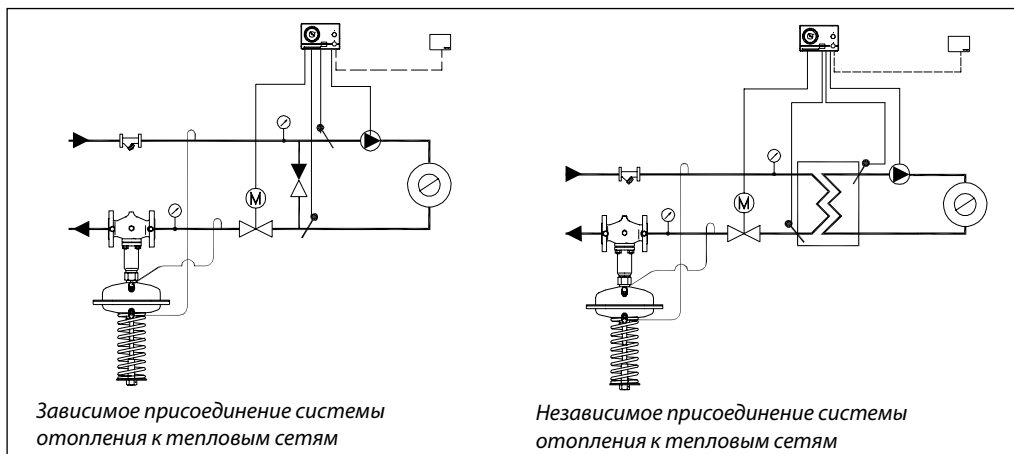 M
M
Зависимое присоединение системы
отопления к тепловым сетям
Независимое присоединение системы
отопления к тепловым сетям